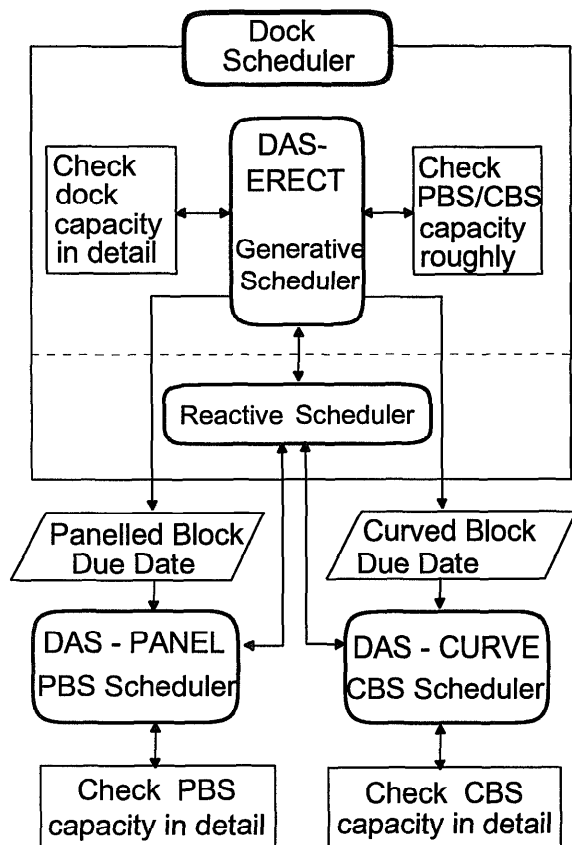 Dock
Scheduler
DAS-
ERECT
Generative
Scheduler
Check
dock
capacity
in detail
Check
PBS/CBS
capacity
roughly
Reactive Scheduler
Panelled Block
Due Date
Curved Block
Due Date
DAS - PANEL
PBS Scheduler
DAS - CURVE
CBS Scheduler
Check PBS
capacity in detail
Check CBS
capacity in detail